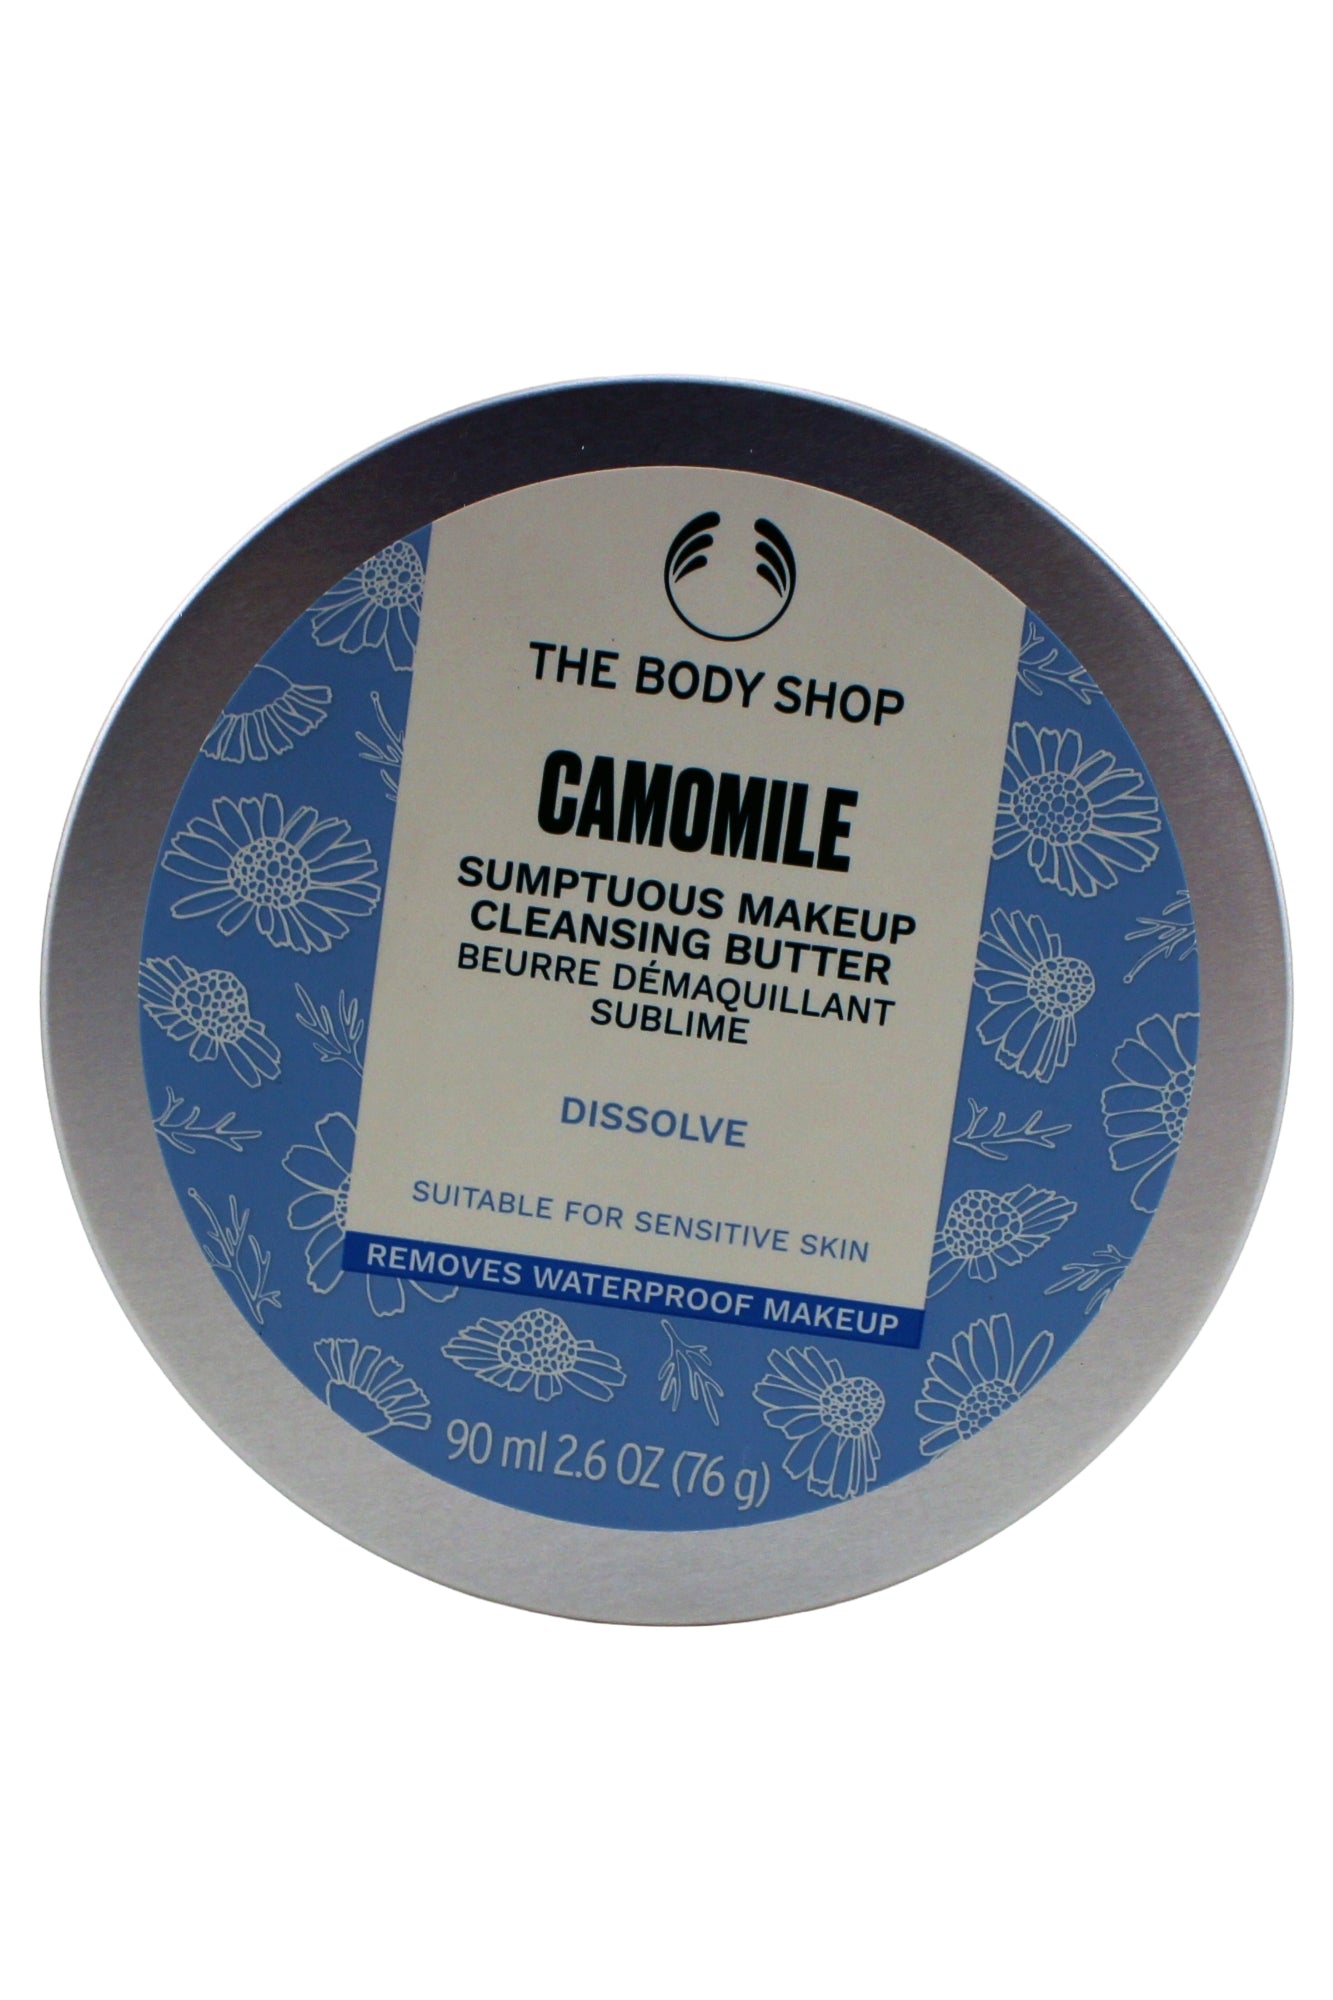 THE BODY SHOP
CAMOMILE
SUMPTUOUS MAKEUP
CLEANSING BUTTER
BEURRE DÉMAQUILLANT
SUBLIME
DISSOLVE
SUITABLE FOR SENSITIVE SKIN
REMOVES WATERPROOF MAKEUP
90 ml 2.6 OZ (76 g)